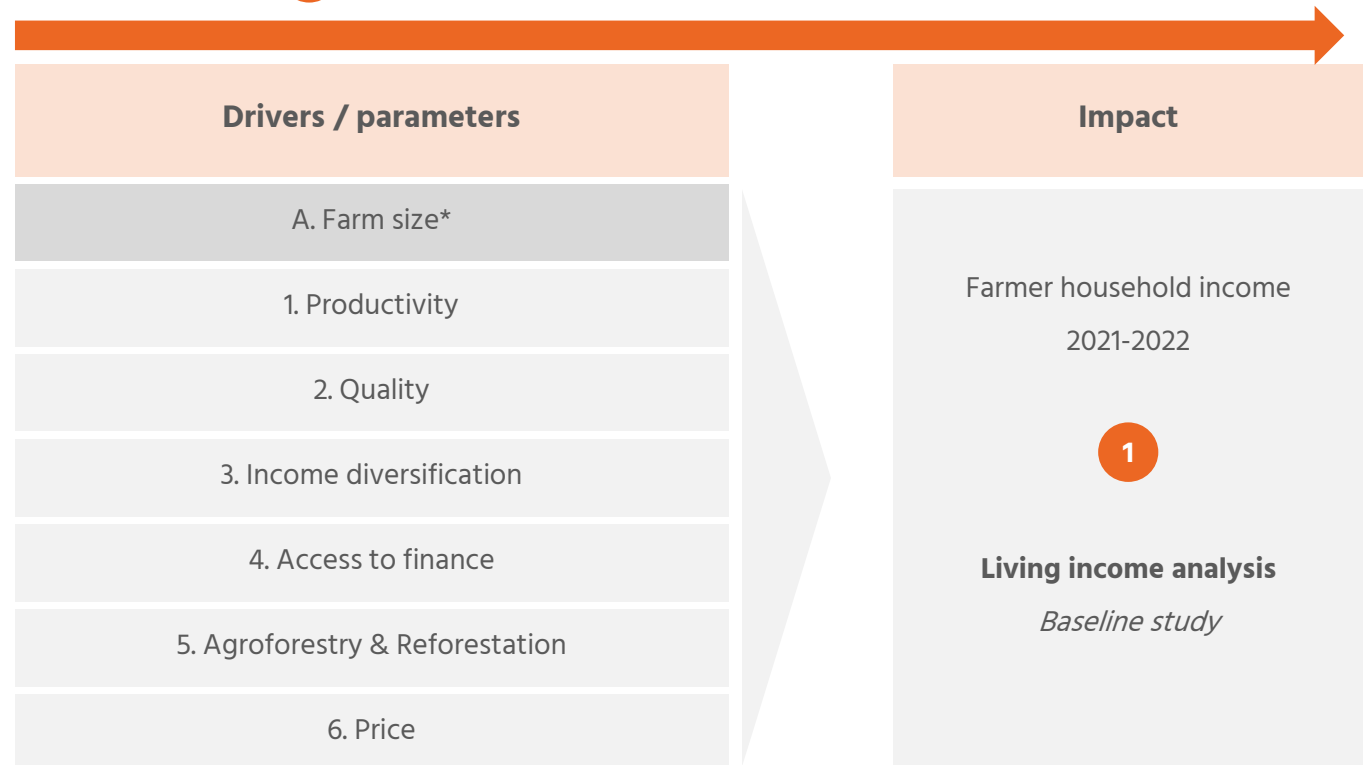 Drivers / parameters
A. Farm size*
1. Productivity
2. Quality
3. Income diversification
4. Access to finance
5. Agroforestry & Reforestation
6. Price
Impact
Farmer household income
2021-2022
1
Living income analysis
Baseline study